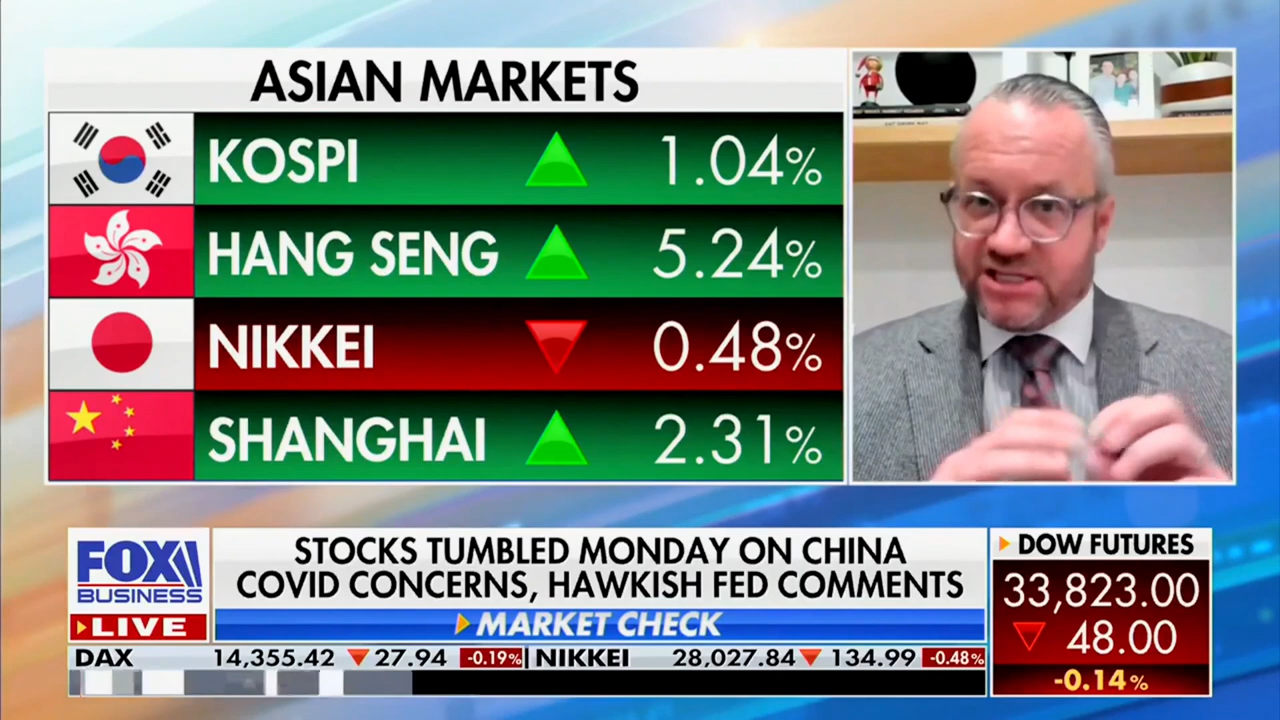 ASIAN MARKETS
KOSPI 1.04%
HANG SENG 5.24%
NIKKEI 0.48%
SHANGHAI 2.31%
FOX
BUSINESS
LIVE
STOCKS TUMBLED MONDAY ON CHINA
COVID CONCERNS, HAWKISH FED COMMENTS
MARKET CHECK
DOW FUTURES
33,823.00
48.00
-0.14%
DAX 14,355.42 27.94 -0.19% NIKKEI 28,027.84 134.99 -0.48%